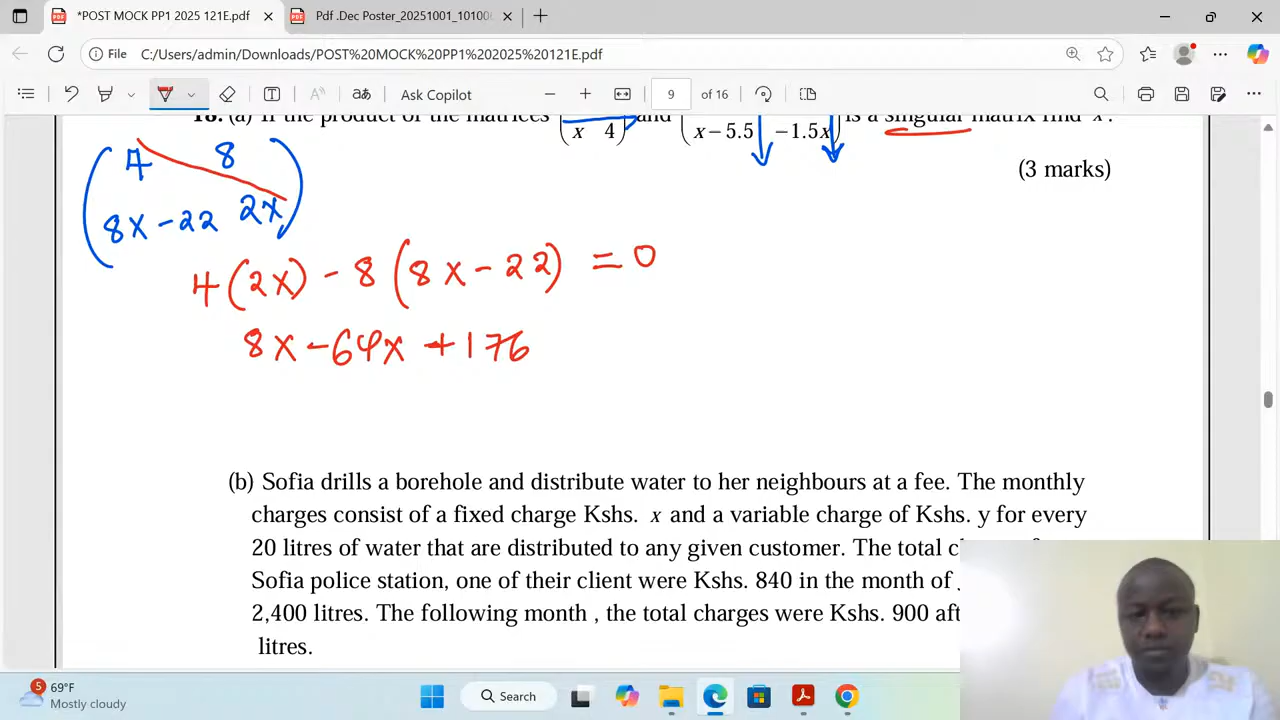 *POST MOCK PP1 2025 121E.pdf
Pdf .Dec Poster_20251001_10100
File C:/Users/admin/Downloads/POST%20MOCK%20PP1%202025%20121E.pdf
Ask Copilot 9 of 16
18. (a) If the product of the matrices and is a singular matrix find x.
x 4 x – 5.5 –1.5x
(3 marks)
4 8
8x – 22 2x
4(2x) – 8(8x – 22) = 0
8x – 64x + 176
(b) Sofia drills a borehole and distribute water to her neighbours at a fee. The monthly
charges consist of a fixed charge Kshs. x and a variable charge of Kshs. y for every
20 litres of water that are distributed to any given customer. The total
Sofia police station, one of their client were Kshs. 840 in the month of
2,400 litres. The following month , the total charges were Kshs. 900
litres.
5
69°F
Mostly cloudy
Search